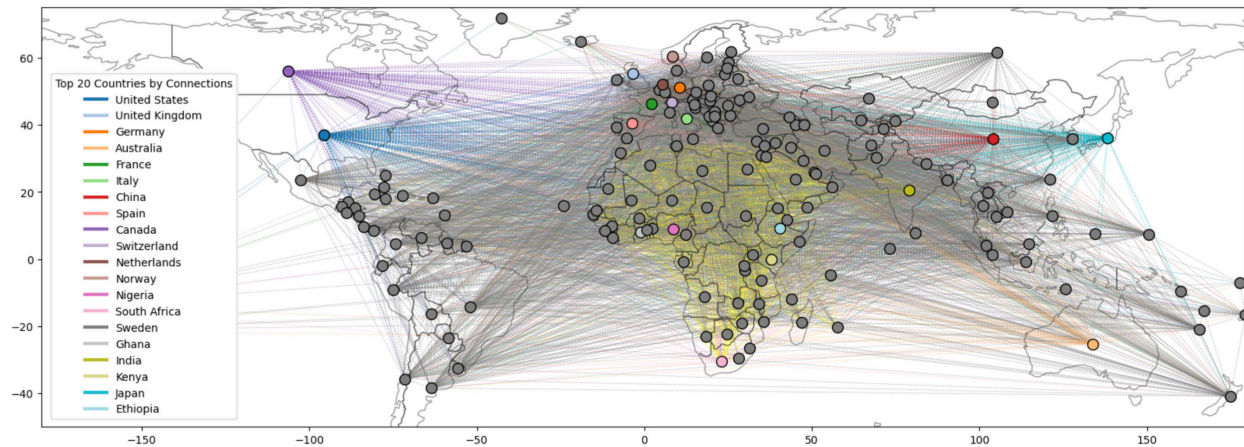 60
40
20
0
−20
−40
Top 20 Countries by Connections
United States
United Kingdom
Germany
Australia
France
Italy
China
Spain
Canada
Switzerland
Netherlands
Norway
Nigeria
South Africa
Sweden
Ghana
India
Kenya
Japan
Ethiopia
−150
−100
−50
0
50
100
150